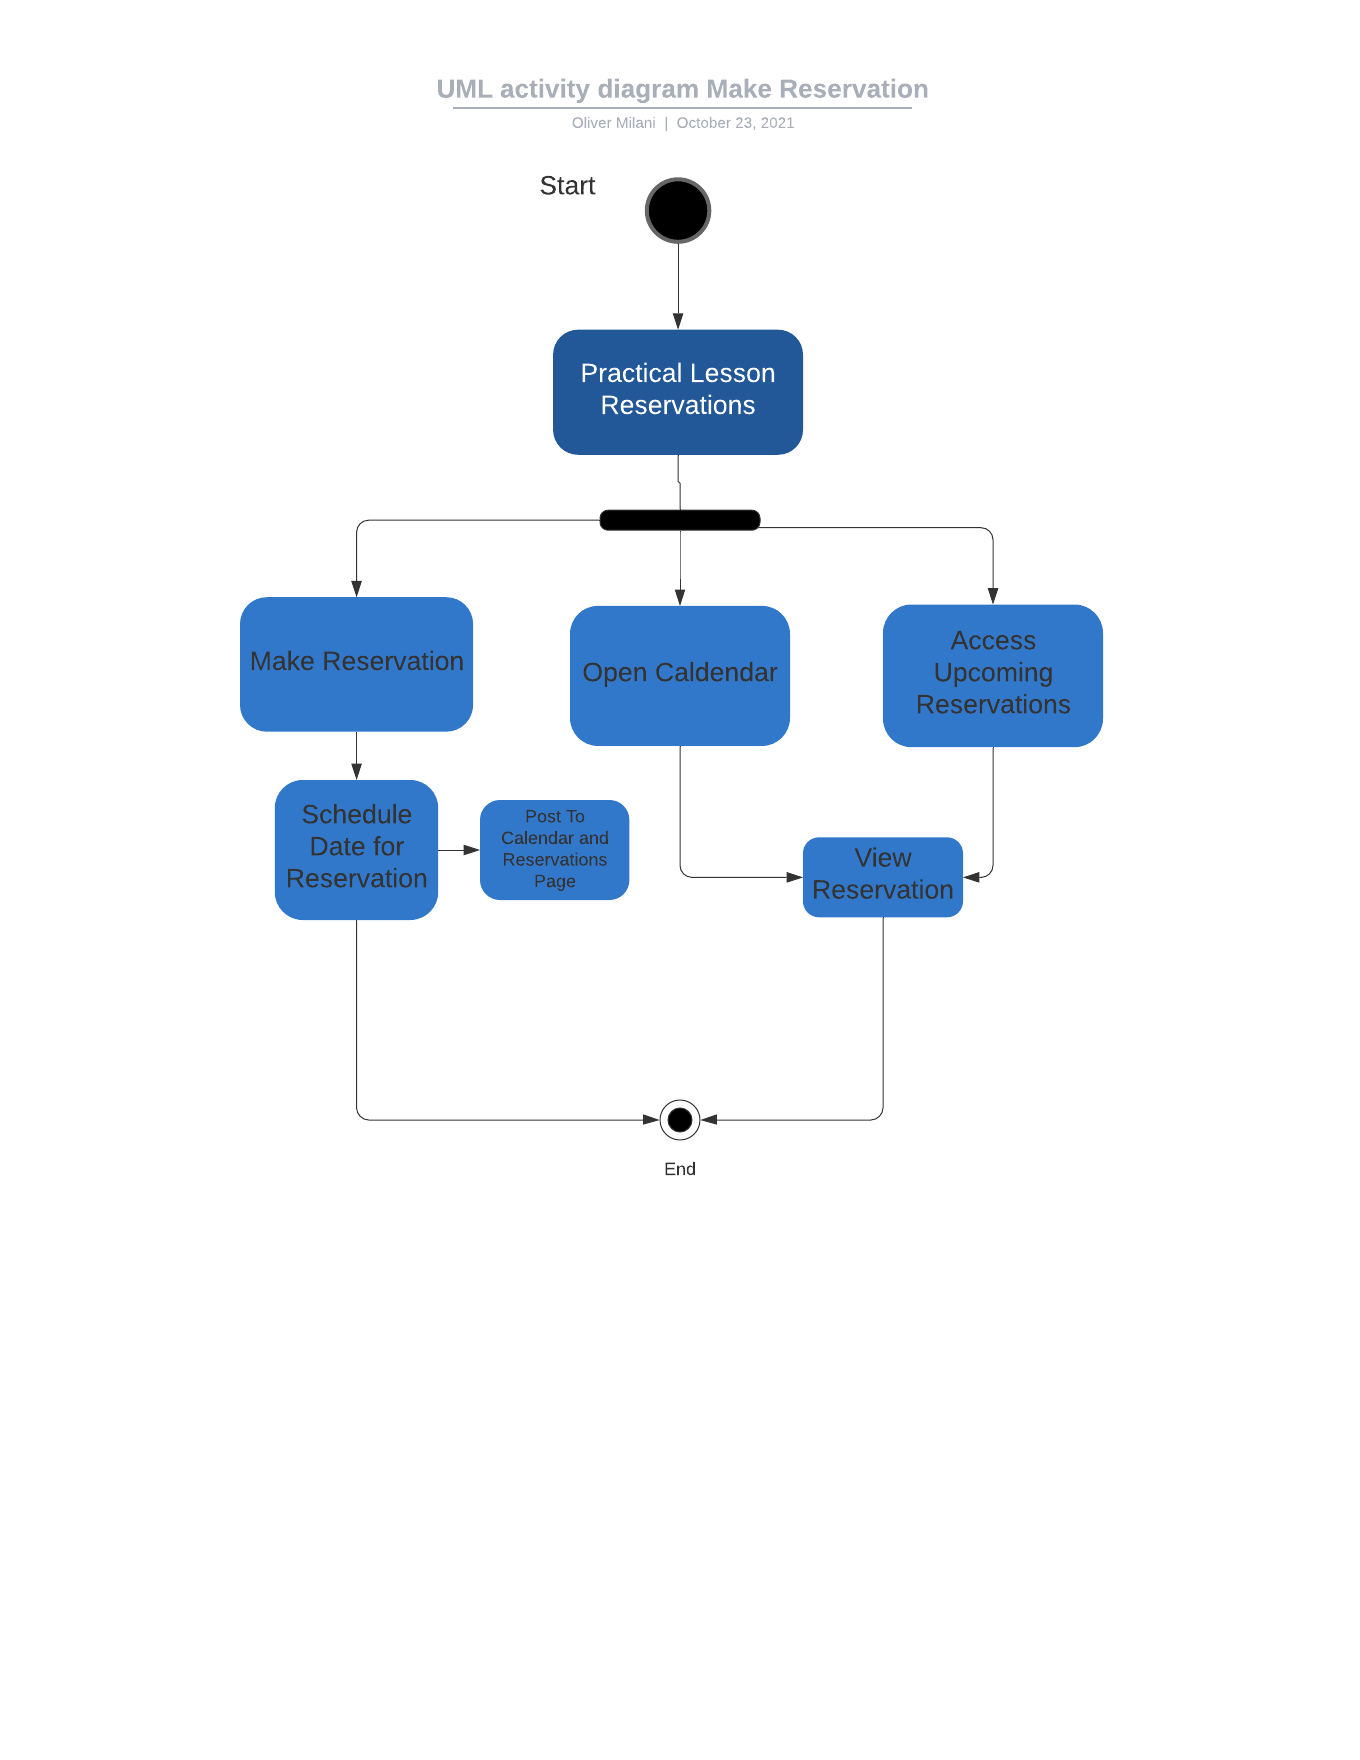 UML activity diagram Make Reservation
Oliver Milani | October 23, 2021
Start
Practical Lesson
Reservations
Make Reservation
Open Caldendar
Access
Upcoming
Reservations
Schedule
Date for
Reservation
Post To
Calendar and
Reservations
Page
View
Reservation
End